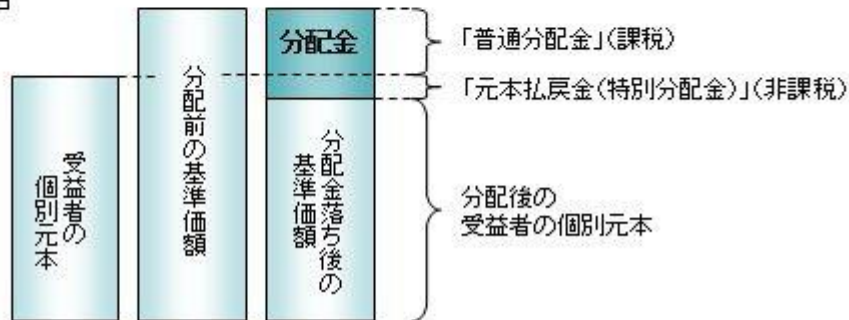 受益者の
個別元本
分配前の基準価額
分配金
分配金落ち後の
基準価額
「普通分配金」(課税)
「元本払戻金(特別分配金)」(非課税)
分配後の
受益者の個別元本